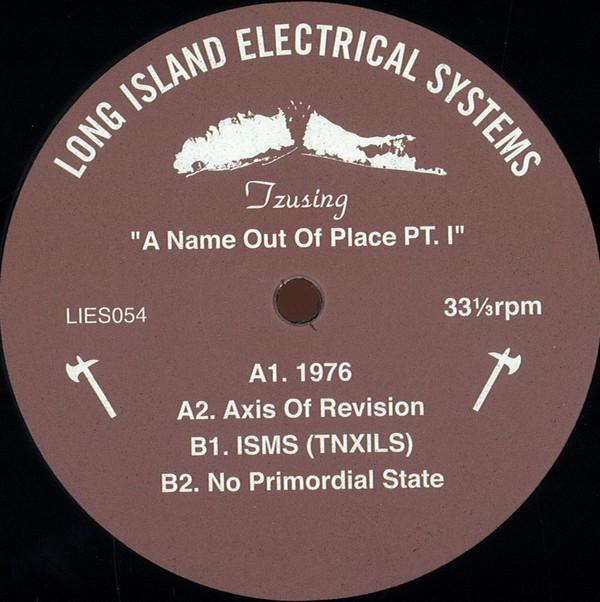 LONG ISLAND ELECTRICAL SYSTEMS
Tzusing
"A Name Out Of Place PT. I"
LIES054
33⅓rpm
A1. 1976
A2. Axis Of Revision
B1. ISMS (TNXILS)
B2. No Primordial State